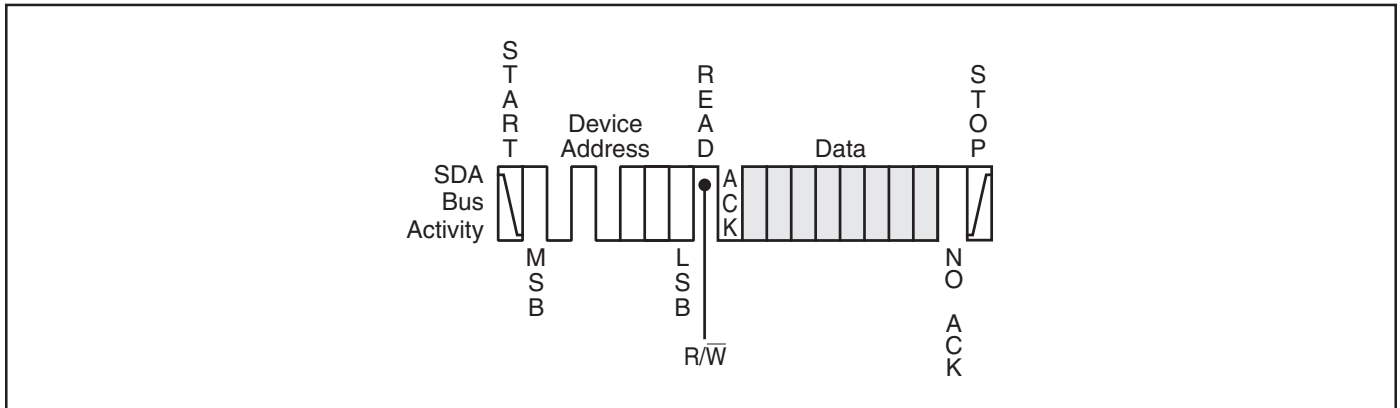 START
Device
Address
READ
Data
STOP
SDA
Bus
Activity
ACK
MSB
LSB
NO ACK
R/W̅